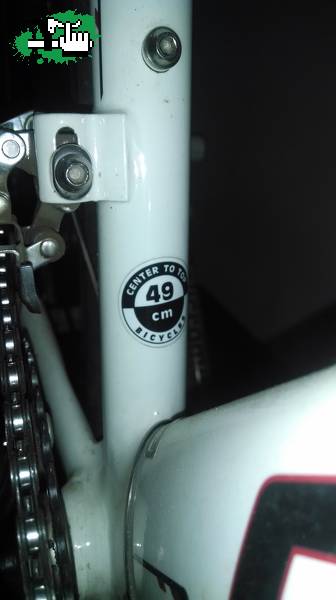 CENTER TO TOP
49
cm
BICYCLES